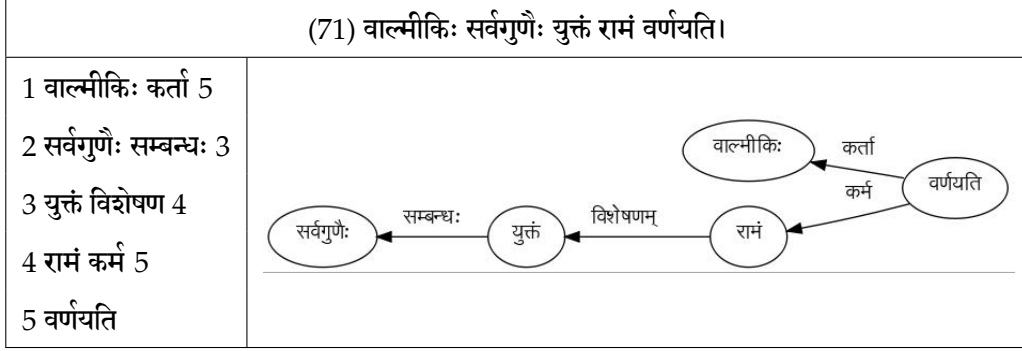 (71) वाल्मीकिः सर्वगुणैः युक्तं रामं वर्णयति।
1 वाल्मीकिः कर्ता 5
2 सर्वगुणैः सम्बन्धः 3
3 युक्तं विशेषण 4
4 रामं कर्म 5
5 वर्णयति
वाल्मीकिः
कर्ता
वर्णयति
कर्म
सर्वगुणैः
सम्बन्धः
युक्तं
विशेषणम्
रामं